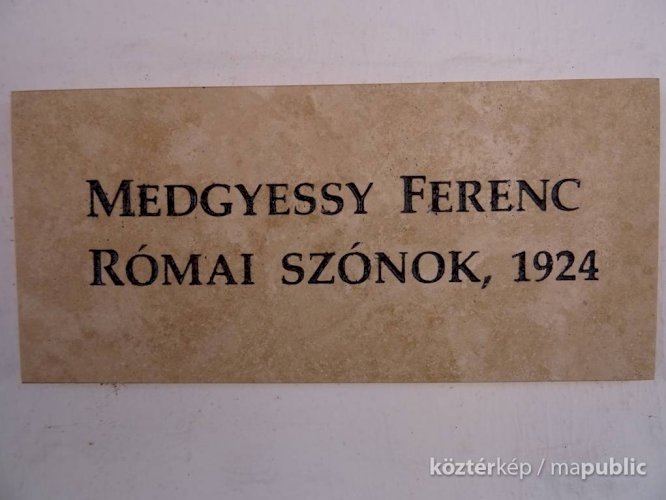 MEDGYESSY FERENC
RÓMAI SZÓNOK, 1924
köztérkép / mapublic